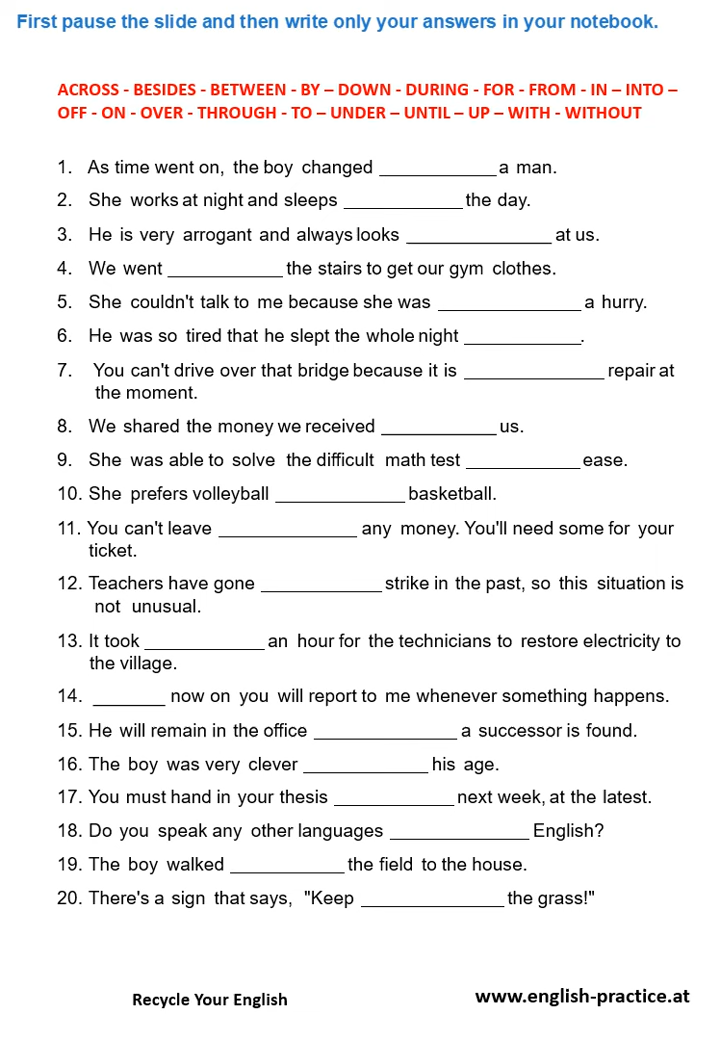 First pause the slide and then write only your answers in your notebook.
ACROSS - BESIDES - BETWEEN - BY – DOWN - DURING - FOR - FROM - IN – INTO –
OFF - ON - OVER - THROUGH - TO – UNDER – UNTIL – UP – WITH - WITHOUT
1. As time went on, the boy changed ____________ a man.
2. She works at night and sleeps ____________ the day.
3. He is very arrogant and always looks _______________ at us.
4. We went ____________ the stairs to get our gym clothes.
5. She couldn't talk to me because she was _______________ a hurry.
6. He was so tired that he slept the whole night ____________.
7. You can't drive over that bridge because it is _______________ repair at
the moment.
8. We shared the money we received ____________ us.
9. She was able to solve the difficult math test ____________ ease.
10. She prefers volleyball ______________ basketball.
11. You can't leave _______________ any money. You'll need some for your
ticket.
12. Teachers have gone _____________ strike in the past, so this situation is
not unusual.
13. It took _____________ an hour for the technicians to restore electricity to
the village.
14. ________ now on you will report to me whenever something happens.
15. He will remain in the office _______________ a successor is found.
16. The boy was very clever _____________ his age.
17. You must hand in your thesis _____________ next week, at the latest.
18. Do you speak any other languages _______________ English?
19. The boy walked ____________ the field to the house.
20. There's a sign that says, "Keep _______________ the grass!"
Recycle Your English
www.english-practice.at